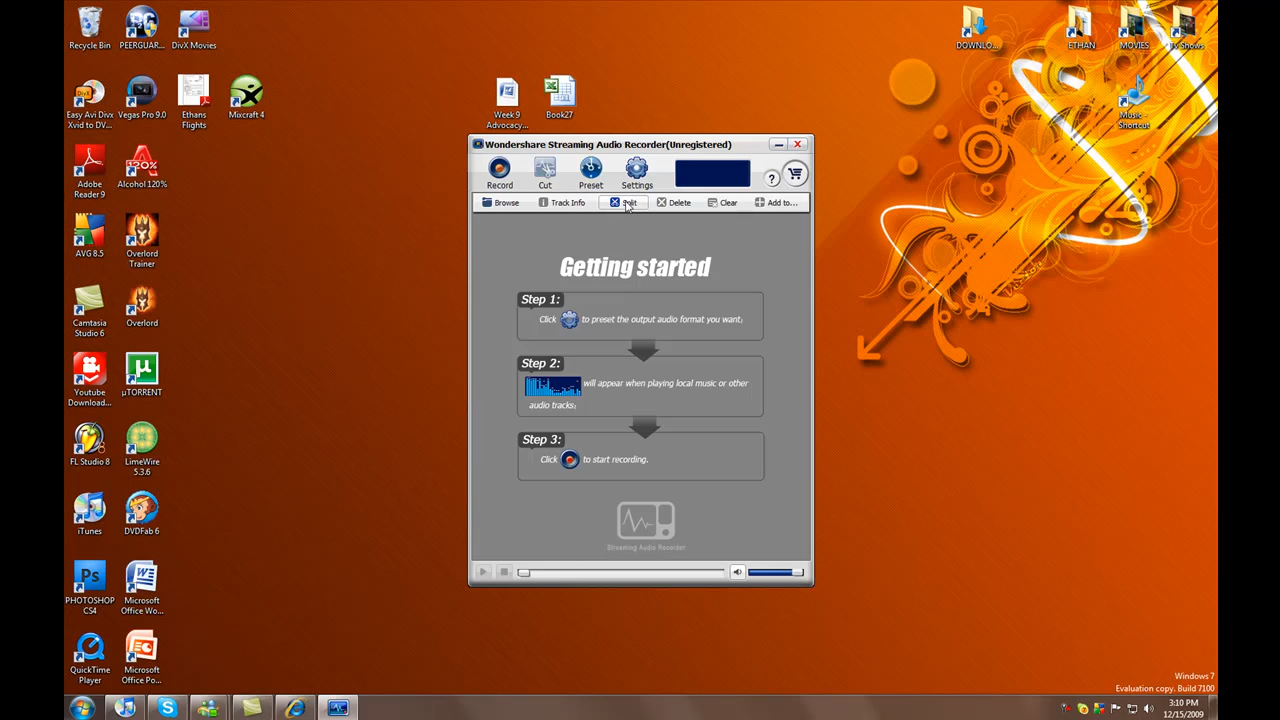 Recycle Bin
PEERGUAR...
DivX Movies
DOWNLO...
ETHAN
MOVIES
Tv Shows
Easy Avi Divx
Xvid to DV...
Vegas Pro 9.0
Ethans
Flights
Mixcraft 4
Week 9
Advocacy...
Book27
Music -
Shortcut
Wondershare Streaming Audio Recorder(Unregistered)
Record
Cut
Preset
Settings
Browse
Track Info
Split
Delete
Clear
Add to...
Adobe
Reader 9
Alcohol 120%
AVG 8.5
Overlord
Trainer
Camtasia
Studio 6
Overlord
Youtube
Download...
µTORRENT
FL Studio 8
LimeWire
5.3.6
iTunes
DVDFab 6
PHOTOSHOP
CS4
Microsoft
Office Wo...
QuickTime
Player
Microsoft
Office Po...
Getting started
Step 1:
Click to preset the output audio format you want;
Step 2:
will appear when playing local music or other
audio tracks;
Step 3:
Click to start recording.
Streaming Audio Recorder
Windows 7
Evaluation copy. Build 7100
3:10 PM
12/15/2009